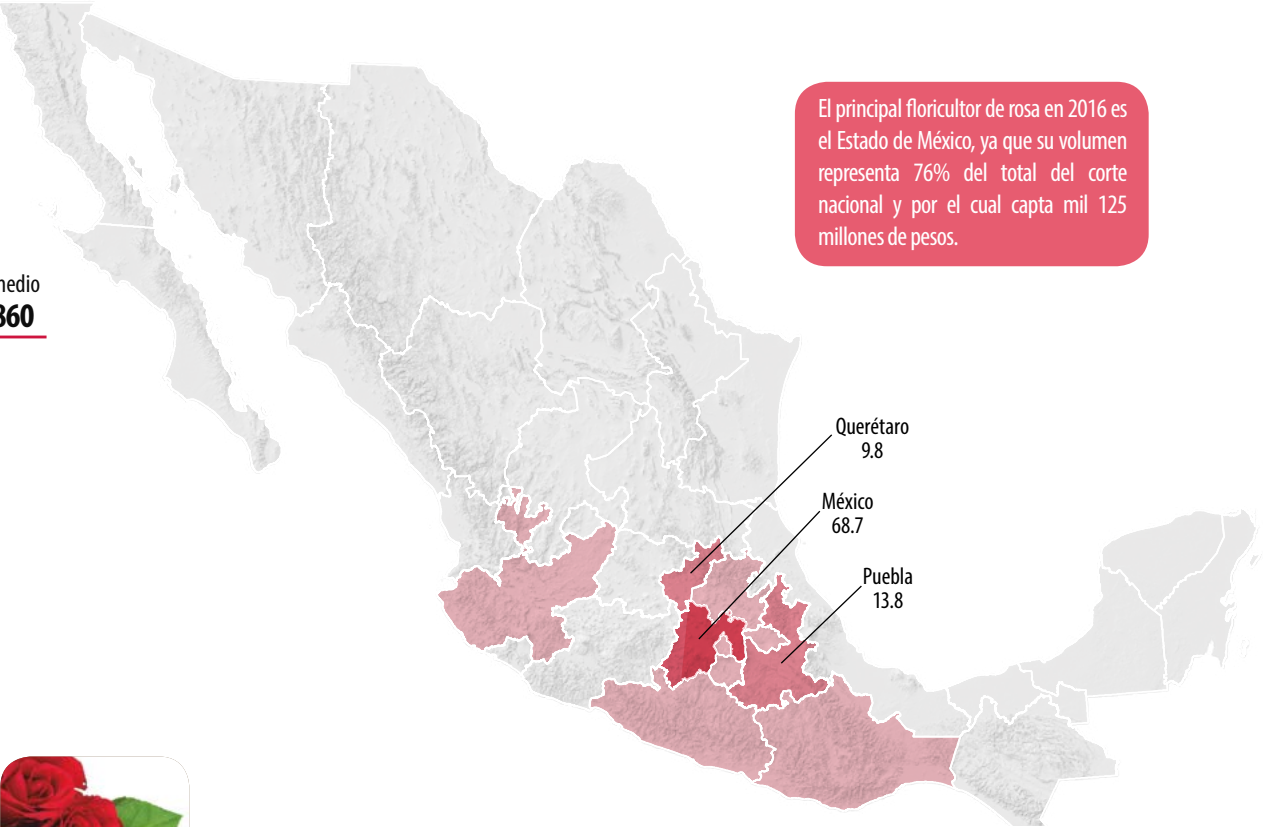 El principal floricultor de rosa en 2016 es
el Estado de México, ya que su volumen
representa 76% del total del corte
nacional y por el cual capta mil 125
millones de pesos.
Querétaro
9.8
México
68.7
Puebla
13.8